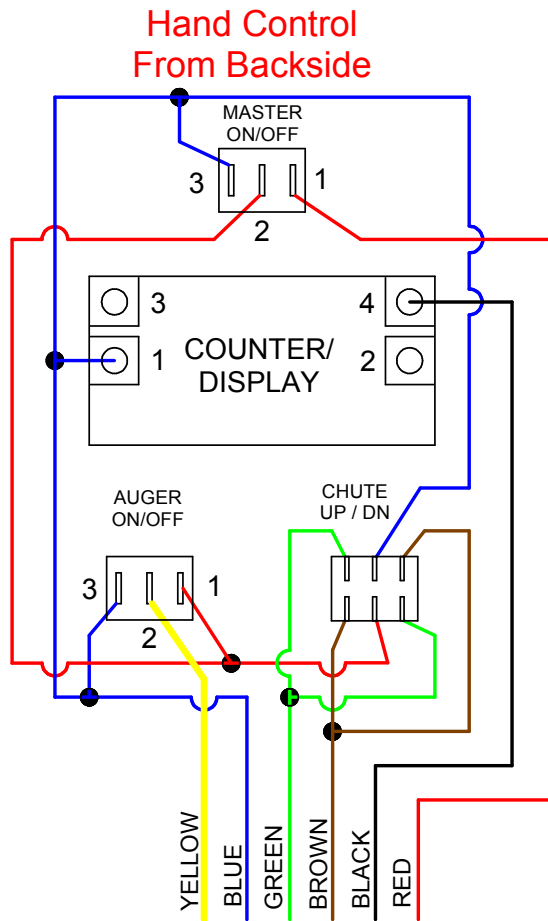 Hand Control
From Backside
MASTER
ON/OFF
3
1
2
3
4
1
COUNTER/
DISPLAY
2
AUGER
ON/OFF
CHUTE
UP / DN
3
1
2
YELLOW
BLUE
GREEN
BROWN
BLACK
RED